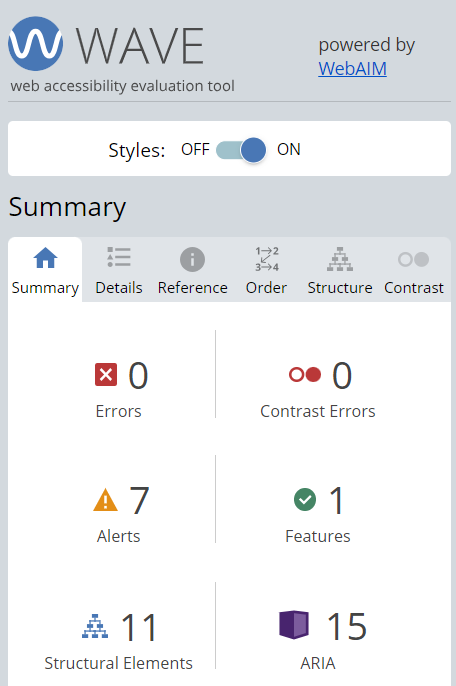 WAVE
web accessibility evaluation tool
powered by
WebAIM
Styles: OFF ON
Summary
Summary Details Reference Order Structure Contrast
1→2
3→4
0 0
Errors Contrast Errors
7 1
Alerts Features
11 15
Structural Elements ARIA